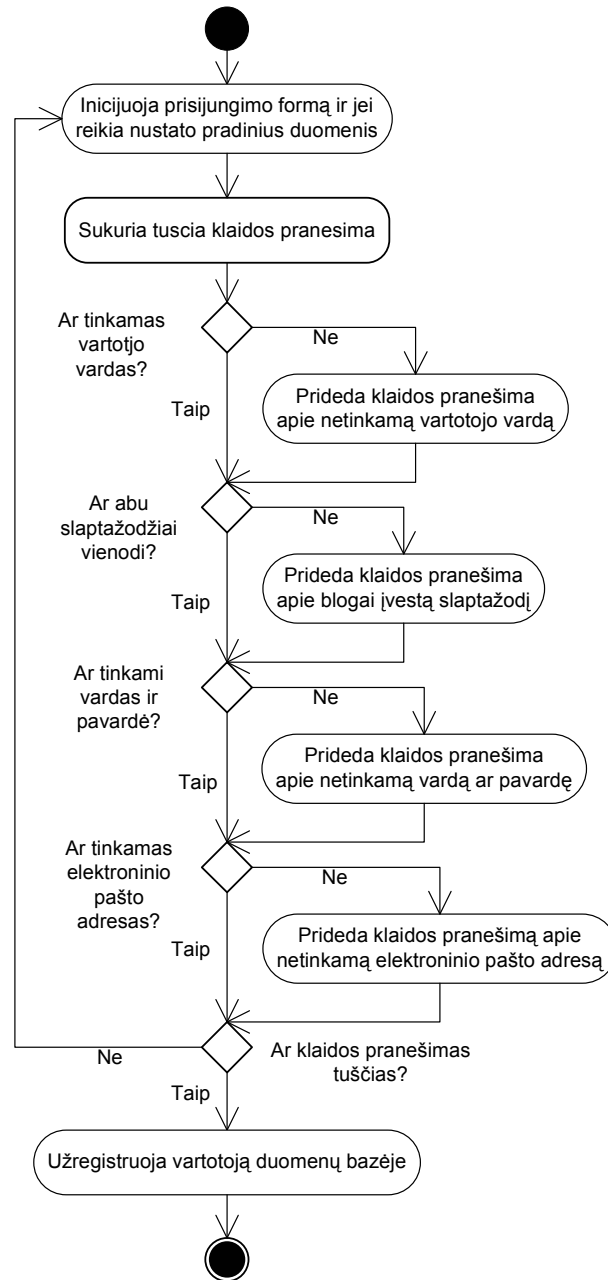 Inicijuoja prisijungimo formą ir jei
reikia nustato pradinius duomenis
Sukuria tuscia klaidos pranesima
Ar tinkamas
vartotjo
vardas?
Ne
Taip
Prideda klaidos pranešima
apie netinkamą vartotojo vardą
Ar abu
slaptažodžiai
vienodi?
Ne
Taip
Prideda klaidos pranešima
apie blogai įvestą slaptažodį
Ar tinkami
vardas ir
pavardė?
Ne
Taip
Prideda klaidos pranešima
apie netinkamą vardą ar pavardę
Ar tinkamas
elektroninio
pašto
adresas?
Ne
Taip
Prideda klaidos pranešimą apie
netinkamą elektroninio pašto adresą
Ne
Ar klaidos pranešimas
tuščias?
Taip
Užregistruoja vartotoją duomenų bazėje